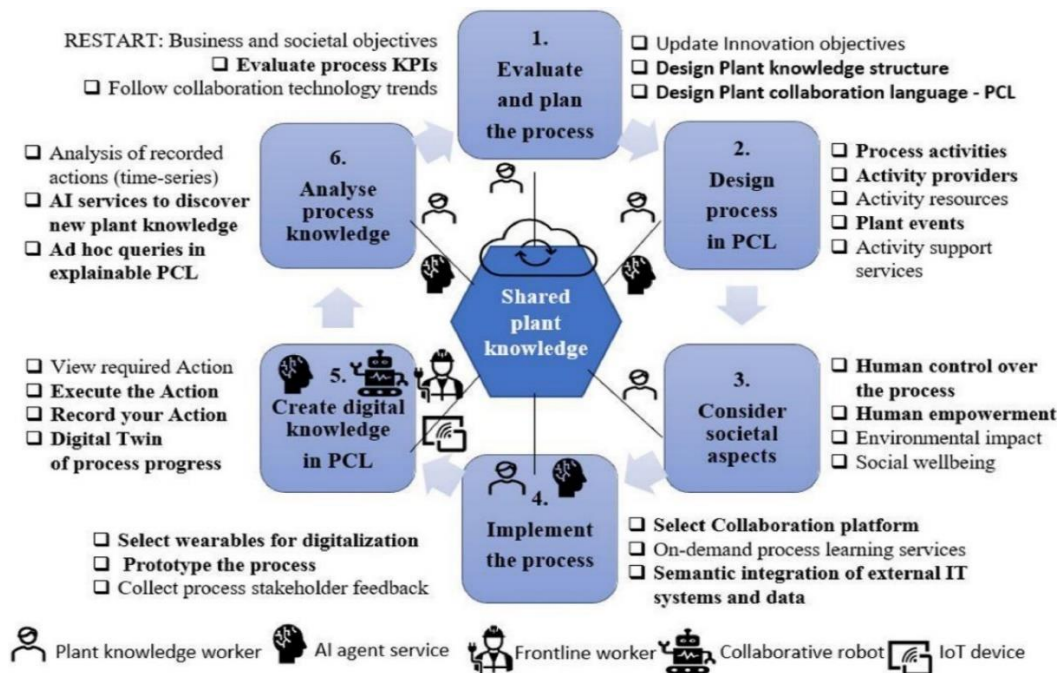 RESTART: Business and societal objectives
❑ Evaluate process KPIs
❑ Follow collaboration technology trends
1.
Evaluate
and plan
the process
❑ Update Innovation objectives
❑ Design Plant knowledge structure
❑ Design Plant collaboration language - PCL
❑ Analysis of recorded
actions (time-series)
❑ AI services to discover
new plant knowledge
❑ Ad hoc queries in
explainable PCL
6.
Analyse
process
knowledge
2.
Design
process
in PCL
❑ Process activities
❑ Activity providers
❑ Activity resources
❑ Plant events
❑ Activity support
services
Shared
plant
knowledge
❑ View required Action
❑ Execute the Action
❑ Record your Action
❑ Digital Twin
of process progress
5.
Create digital
knowledge
in PCL
3.
Consider
societal
aspects
❑ Human control over
the process
❑ Human empowerment
❑ Environmental impact
❑ Social wellbeing
❑ Select wearables for digitalization
❑ Prototype the process
❑ Collect process stakeholder feedback
4.
Implement
the process
❑ Select Collaboration platform
❑ On-demand process learning services
❑ Semantic integration of external IT
systems and data
Plant knowledge worker
AI agent service
Frontline worker
Collaborative robot
IoT device